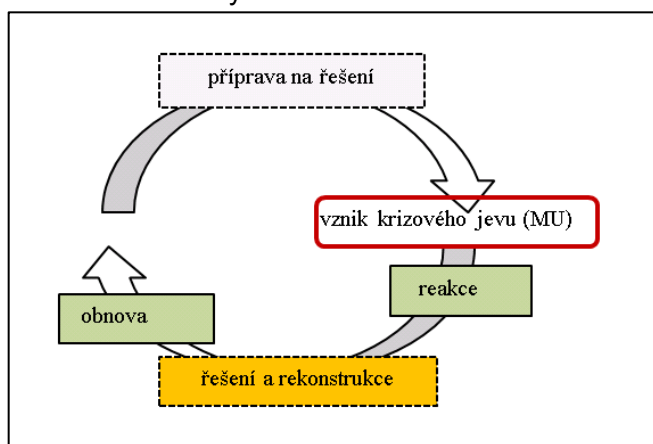 příprava na řešení
vznik krizového jevu (MU)
reakce
obnova
řešení a rekonstrukce